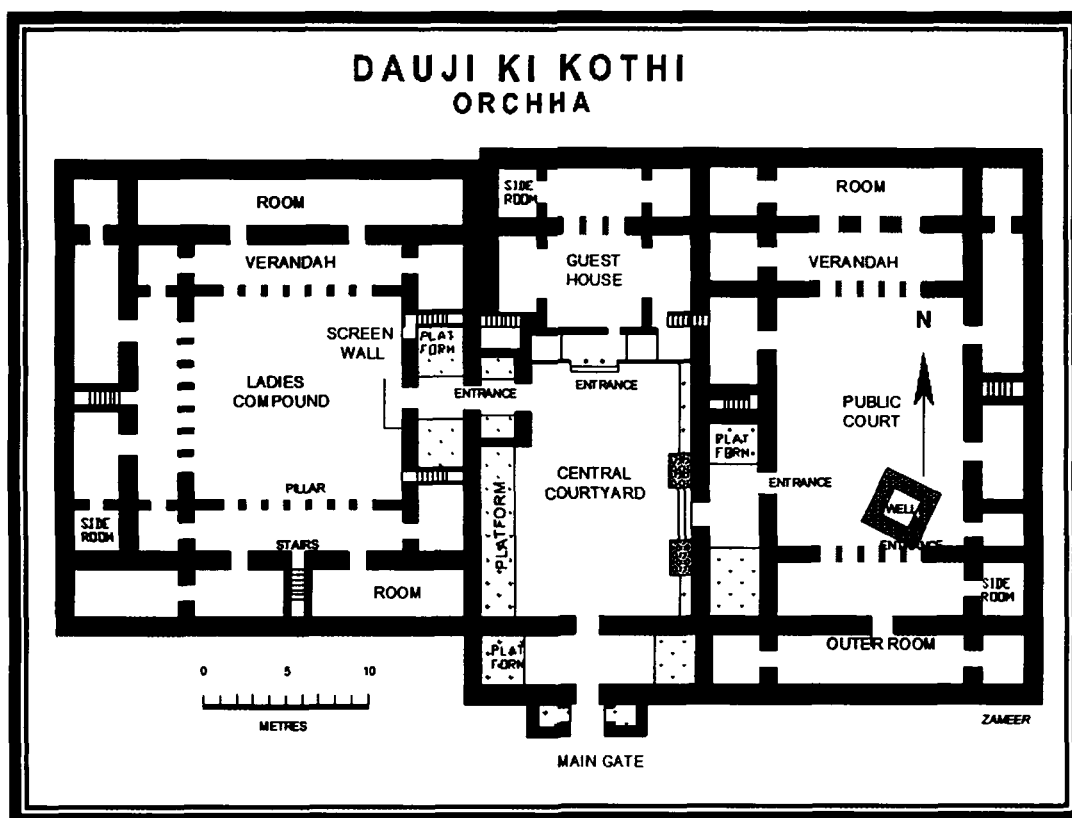 DAUJI KI KOTHI
ORCHHA
ROOM
SIDE
ROOM
ROOM
VERANDAH
GUEST
HOUSE
VERANDAH
N
SCREEN
WALL
PLAT
FORM
LADIES
COMPOUND
ENTRANCE
ENTRANCE
PUBLIC
COURT
PLAT
FORM
CENTRAL
COURTYARD
ENTRANCE
PILLAR
WELL
SIDE
ROOM
STAIRS
PLATFORM
ENTRANCE
ROOM
SIDE
ROOM
PLAT
FORM
OUTER ROOM
0 5 10
METRES
ZAMEER
MAIN GATE